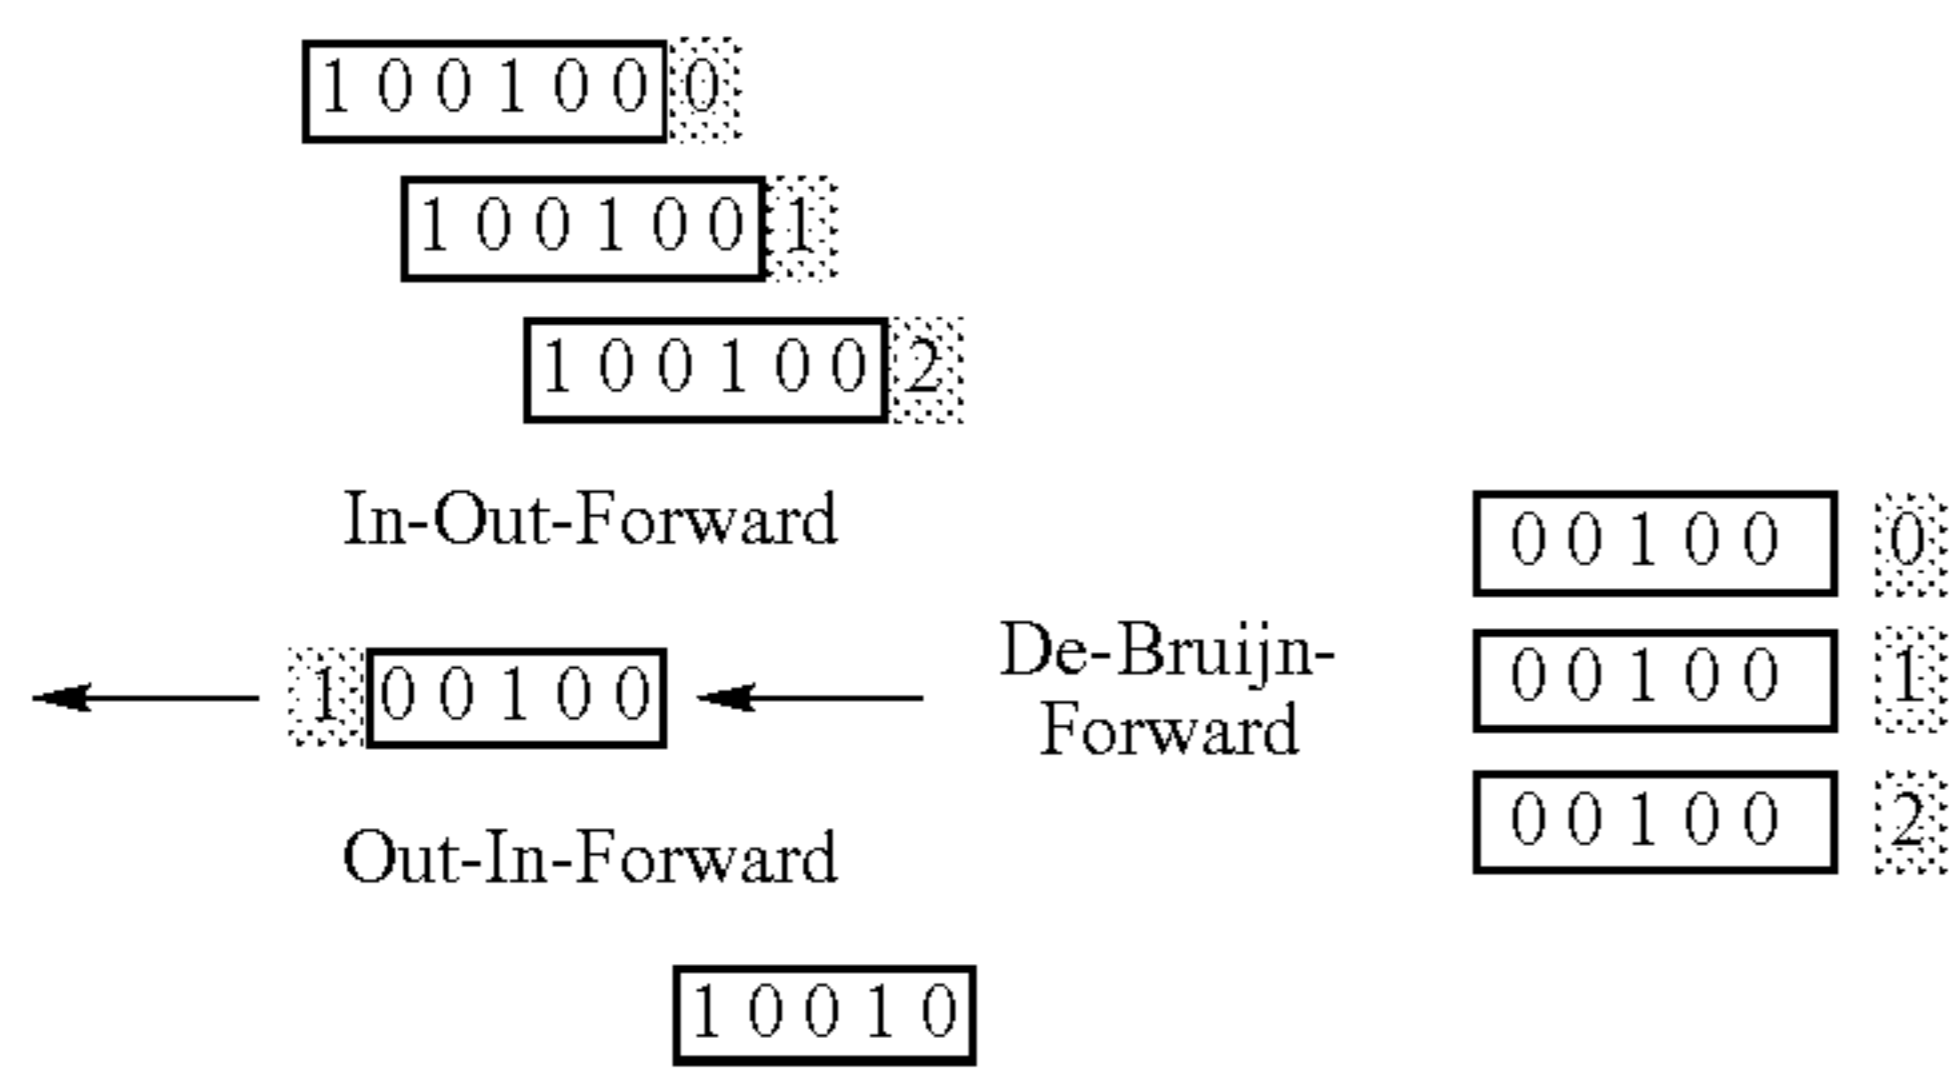 1 0 0 1 0 0 0
1 0 0 1 0 0 1
1 0 0 1 0 0 2
In-Out-Forward
0 0 1 0 0 0
1 0 0 1 0 0
De-Bruijn-
Forward
0 0 1 0 0 1
0 0 1 0 0 2
Out-In-Forward
1 0 0 1 0